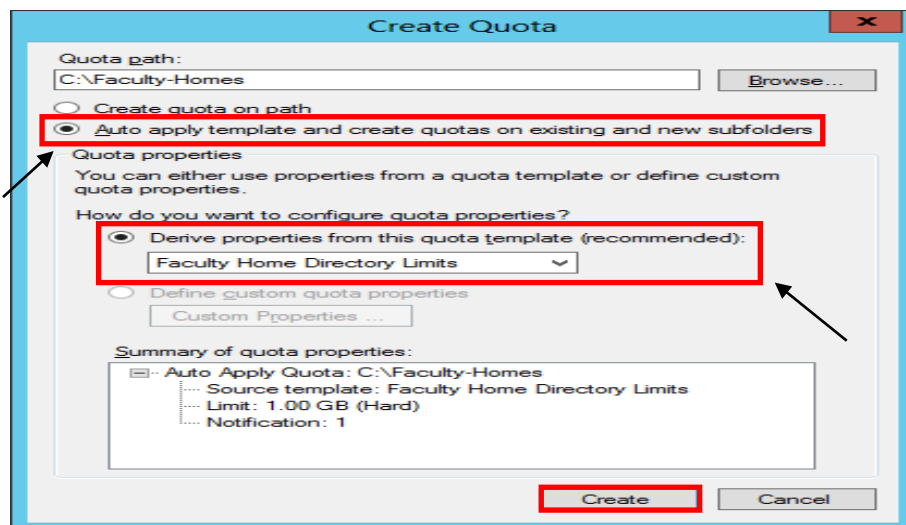 Create Quota
Quota path:
C:\Faculty-Homes
Browse...
Create quota on path
Auto apply template and create quotas on existing and new subfolders
Quota properties
You can either use properties from a quota template or define custom
quota properties.
How do you want to configure quota properties?
Derive properties from this quota template (recommended):
Faculty Home Directory Limits
Define custom quota properties
Custom Properties ...
Summary of quota properties:
Auto Apply Quota: C:\Faculty-Homes
Source template: Faculty Home Directory Limits
Limit: 1.00 GB (Hard)
Notification: 1
Create
Cancel